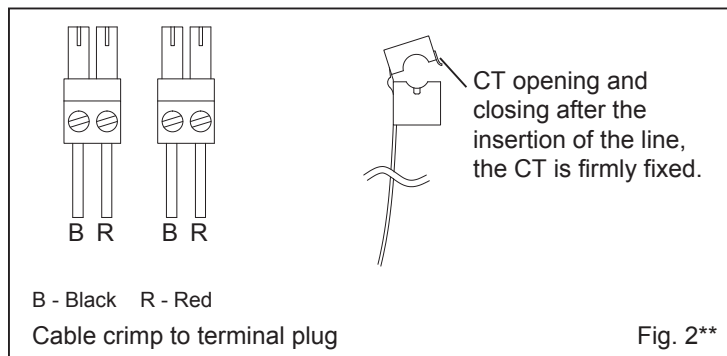 CT opening and
closing after the
insertion of the line,
the CT is firmly fixed.
B R B R
B - Black R - Red
Cable crimp to terminal plug Fig. 2**